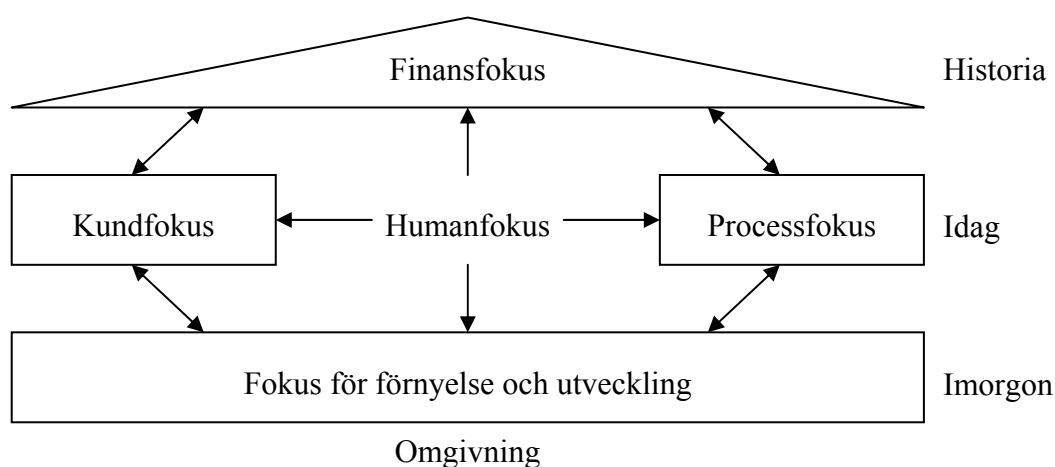 Finansfokus
Historia
Kundfokus
Humanfokus
Processfokus
Idag
Fokus för förnyelse och utveckling
Imorgon
Omgivning